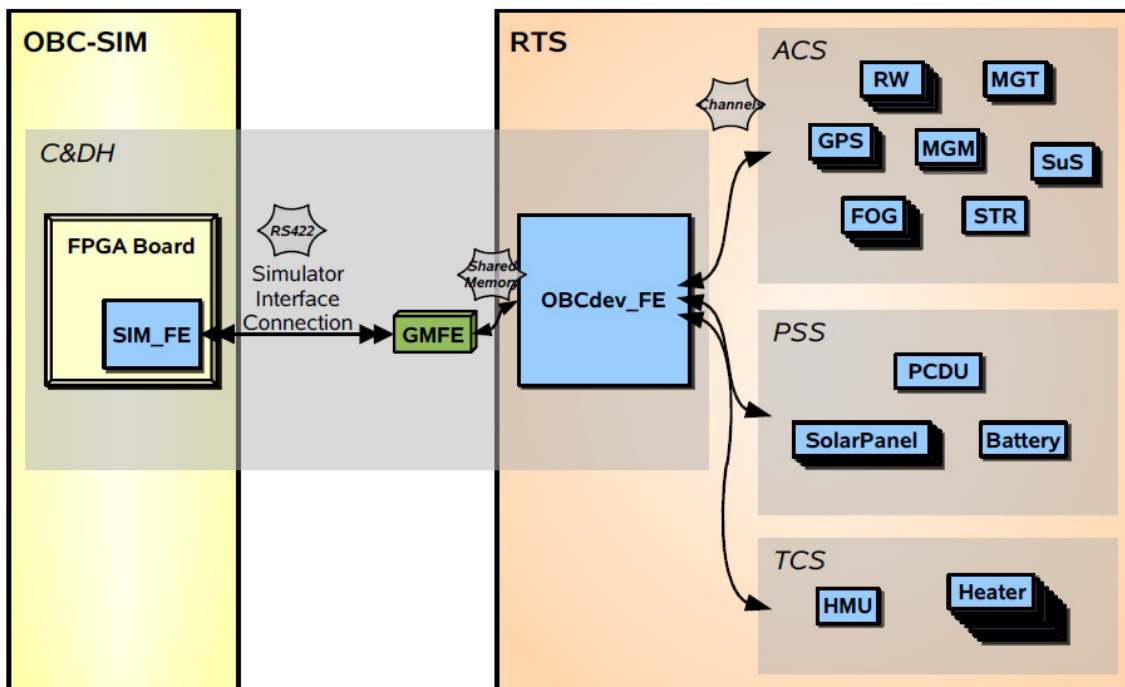 OBC-SIM
RTS
C&DH
FPGA Board
SIM_FE
RS422
Simulator
Interface
Connection
GMFE
Shared
Memory
OBCdev_FE
Channels
ACS
RW
MGT
GPS
MGM
SuS
FOG
STR
PSS
PCDU
SolarPanel
Battery
TCS
HMU
Heater